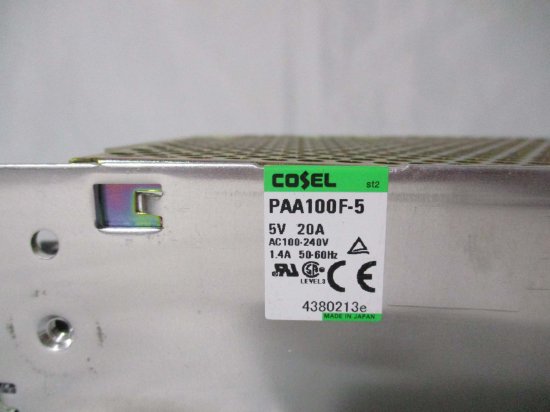 COSEL st2
PAA100F-5
5V 20A
AC100-240V
1.4A 50-60Hz
LEVEL3
4380213e
MADE IN JAPAN